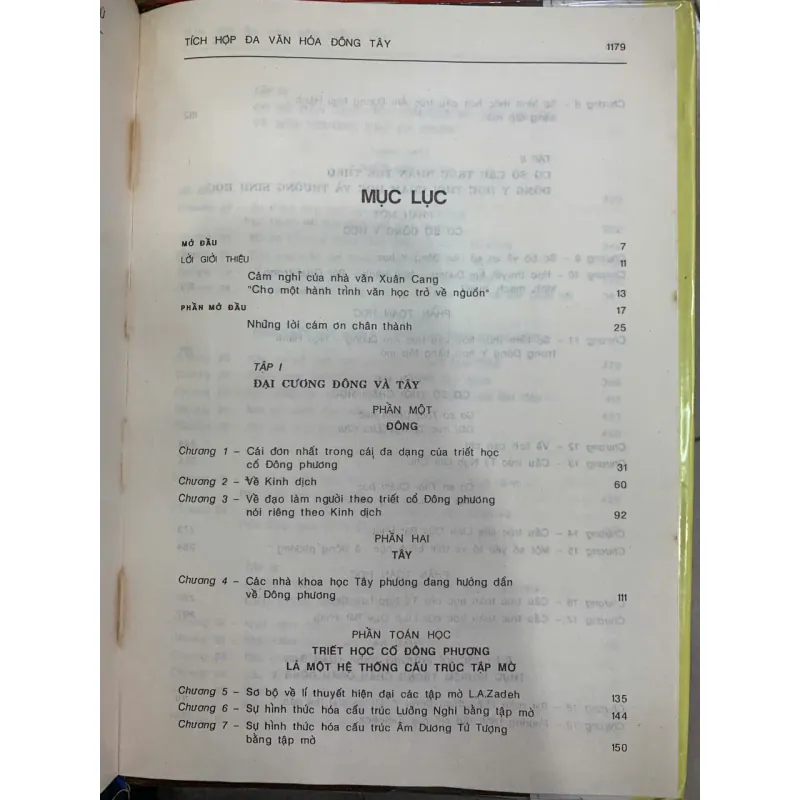 TÍCH HỢP ĐA VĂN HÓA ĐÔNG TÂY 1179
MỤC LỤC
MỞ ĐẦU 7
LỜI GIỚI THIỆU 11
Cảm nghĩ của nhà văn Xuân Cang
"Cho một hành trình văn học trở về nguồn" 13
PHẦN MỞ ĐẦU 17
Những lời cám ơn chân thành 25
TẬP I
ĐẠI CƯƠNG ĐÔNG VÀ TÂY
PHẦN MỘT
ĐÔNG
Chương 1 – Cái đơn nhất trong cái đa dạng của triết học
cổ Đông phương 31
Chương 2 – Về Kinh dịch 60
Chương 3 – Về đạo làm người theo triết cổ Đông phương
nói riêng theo Kinh dịch 92
PHẦN HAI
TÂY
Chương 4 – Các nhà khoa học Tây phương đang hướng dần
về Đông phương 111
PHẦN TOÁN HỌC
TRIẾT HỌC CỔ ĐÔNG PHƯƠNG
LÀ MỘT HỆ THỐNG CẤU TRÚC TẬP MỜ
Chương 5 – Sơ bộ về lí thuyết hiện đại các tập mờ L.A.Zadeh 135
Chương 6 – Sự hình thức hóa cấu trúc Lưỡng Nghi bằng tập mờ 144
Chương 7 – Sự hình thức hóa cấu trúc Âm Dương Tứ Tượng
bằng tập mờ 150